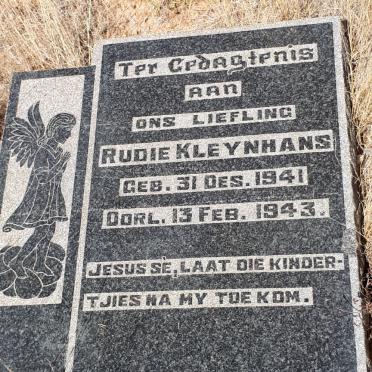 Ter Gedagtenis
AAN
ONS LIEFLING
RUDIE KLEYNHANS
GEB. 31 DES. 1941
OORL. 13 FEB. 1943.
JESUS SÊ, LAAT DIE KINDER-
TJIES NA MY TOE KOM.